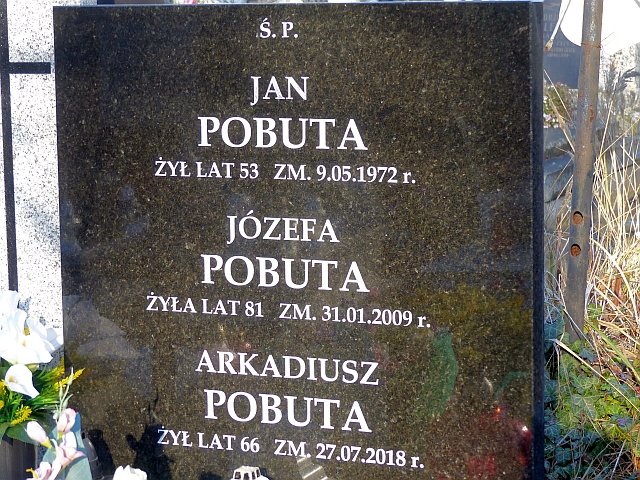 Ś. P.
JAN
POBUTA
ŻYŁ LAT 53 ZM. 9.05.1972 r.
JÓZEFA
POBUTA
ŻYŁA LAT 81 ZM. 31.01.2009 r.
ARKADIUSZ
POBUTA
ŻYŁ LAT 66 ZM. 27.07.2018 r.